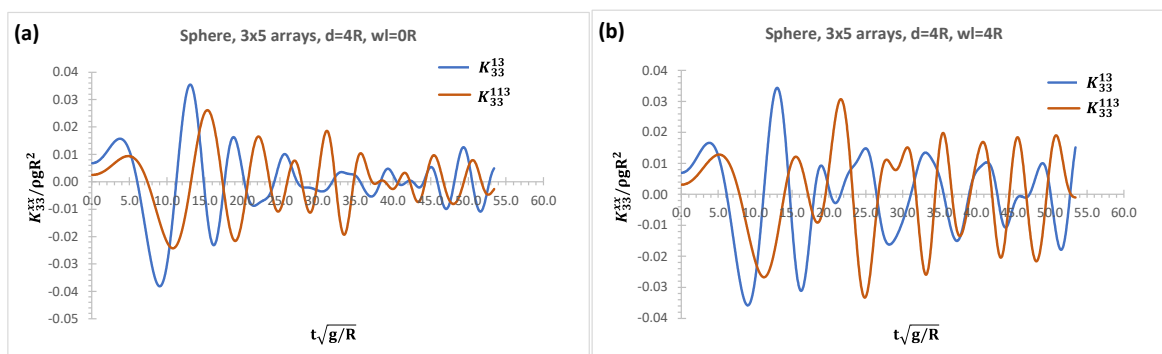 (a)
Sphere, 3x5 arrays, d=4R, wl=0R
K₃₃¹³
K₃₃¹¹³
0.04
0.03
0.02
0.01
0.00
-0.01
-0.02
-0.03
-0.04
-0.05
0.0 5.0 10.0 15.0 20.0 25.0 30.0 35.0 40.0 45.0 50.0 55.0 60.0
K₃₃ˣˣ/ρgR²
t√g/R
(b)
Sphere, 3x5 arrays, d=4R, wl=4R
K₃₃¹³
K₃₃¹¹³
0.04
0.03
0.02
0.01
0.00
-0.01
-0.02
-0.03
-0.04
0.0 5.0 10.0 15.0 20.0 25.0 30.0 35.0 40.0 45.0 50.0 55.0 60.0
K₃₃ˣˣ/ρgR²
t√g/R